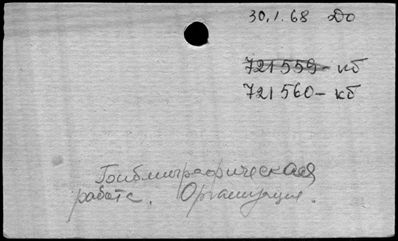 30.1.68 До
721559 – кб
721560 – кб
Библиографическая
работа. Организация.